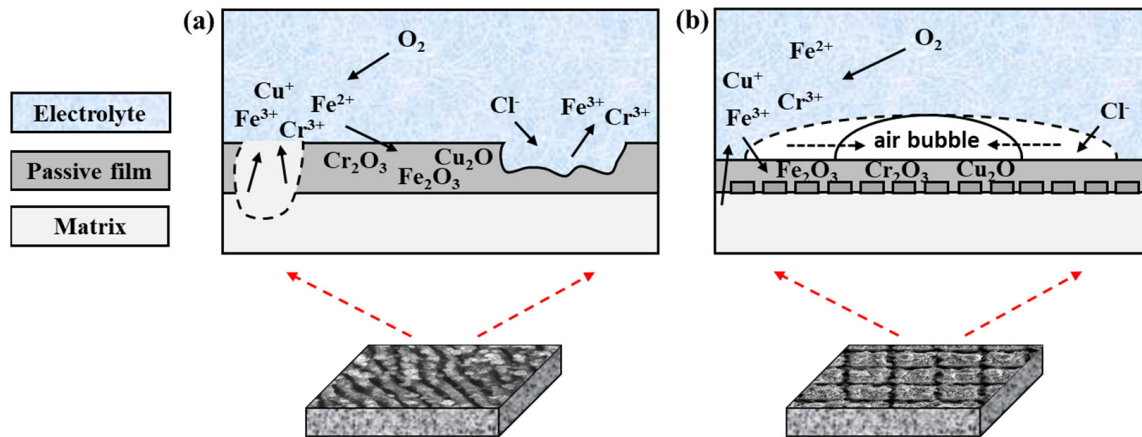 Electrolyte
Passive film
Matrix
(a)
O₂
Cu⁺
Fe³⁺
Cr³⁺
Fe²⁺
Cl⁻
Fe³⁺
Cr³⁺
Cr₂O₃
Fe₂O₃
Cu₂O
(b)
Fe²⁺
O₂
Cu⁺
Cr³⁺
Fe³⁺
Cl⁻
air bubble
Fe₂O₃
Cr₂O₃
Cu₂O